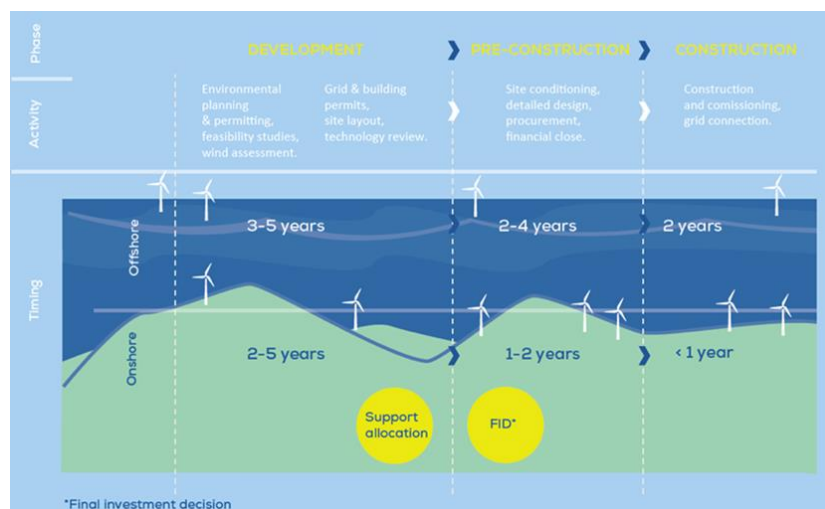 Phase
DEVELOPMENT
PRE-CONSTRUCTION
CONSTRUCTION
Activity
Environmental
planning
& permitting,
feasibility studies,
wind assessment.
Grid & building
permits,
site layout,
technology review.
Site conditioning,
detailed design,
procurement,
financial close.
Construction
and comissioning,
grid connection.
Timing
Offshore
3-5 years
2-4 years
2 years
Onshore
2-5 years
1-2 years
< 1 year
Support
allocation
FID*
*Final investment decision